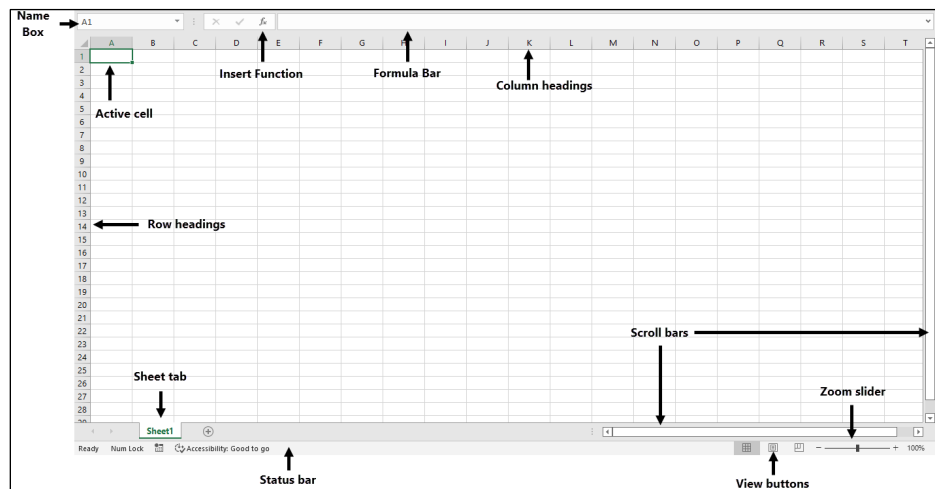 Name
Box
A1
fx
A B C D E F G H I J K L M N O P Q R S T
1
2
Insert Function
Formula Bar
3
Column headings
4
5
Active cell
6
7
8
9
10
11
12
13
14
Row headings
15
16
17
18
19
20
21
22
Scroll bars
23
24
25
Sheet tab
26
27
Zoom slider
28
29
Sheet1
Ready Num Lock Accessibility: Good to go
100%
Status bar
View buttons